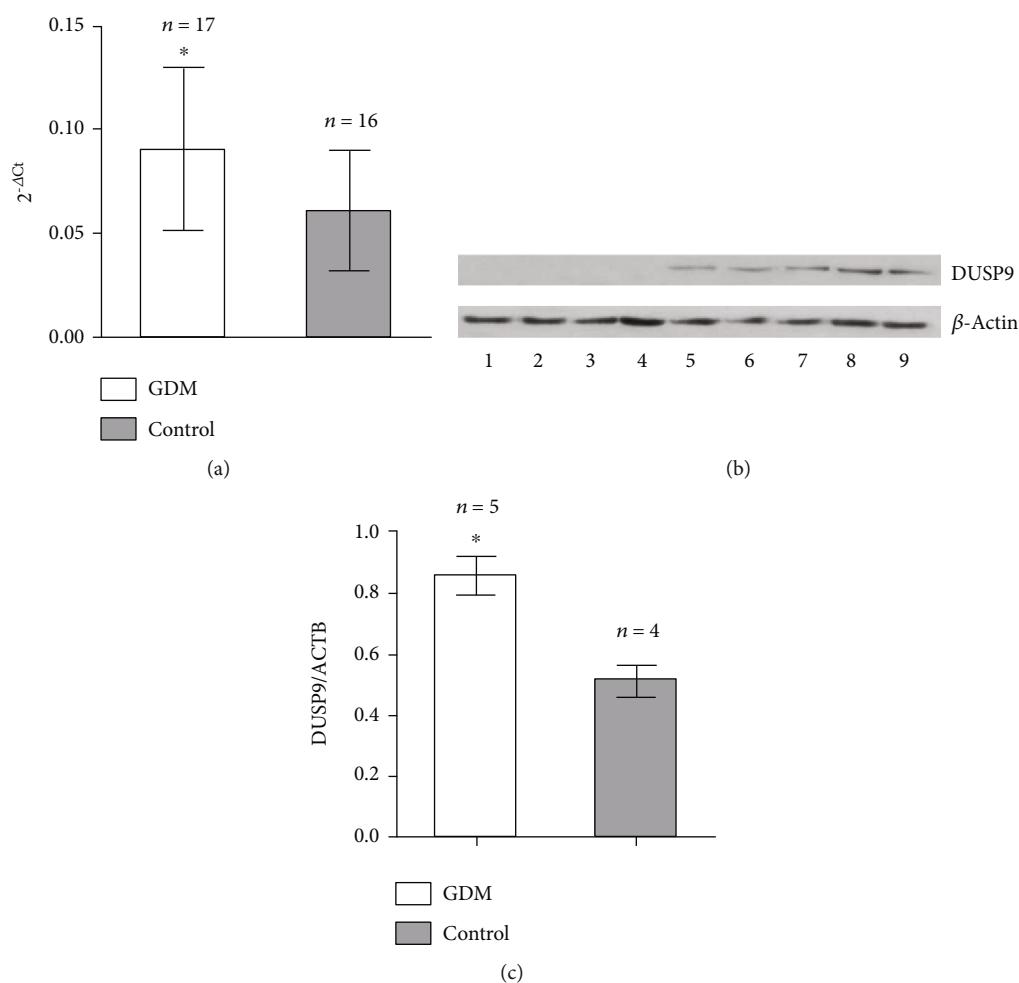 0.15
n = 17
*
0.10
n = 16
2^-ΔCt
0.05
0.00
GDM
Control
(a)
DUSP9
β-Actin
1 2 3 4 5 6 7 8 9
(b)
n = 5
1.0
*
0.8
n = 4
0.6
DUSP9/ACTB
0.4
0.2
0.0
GDM
Control
(c)